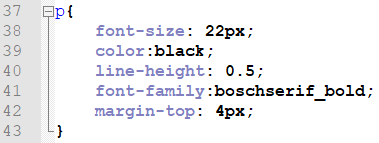 37 p{
38 font-size: 22px;
39 color:black;
40 line-height: 0.5;
41 font-family:boschserif_bold;
42 margin-top: 4px;
43 }